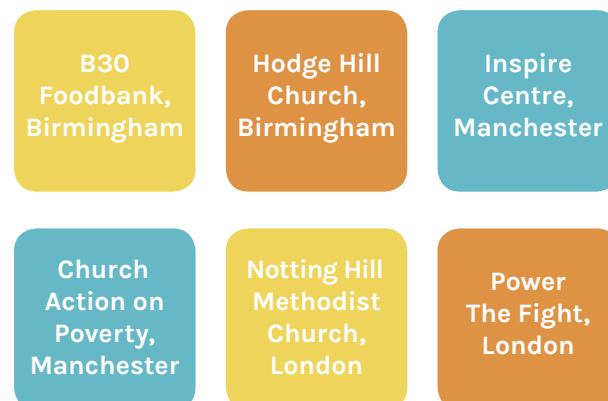 B30
Foodbank,
Birmingham
Hodge Hill
Church,
Birmingham
Inspire
Centre,
Manchester
Church
Action on
Poverty,
Manchester
Notting Hill
Methodist
Church,
London
Power
The Fight,
London